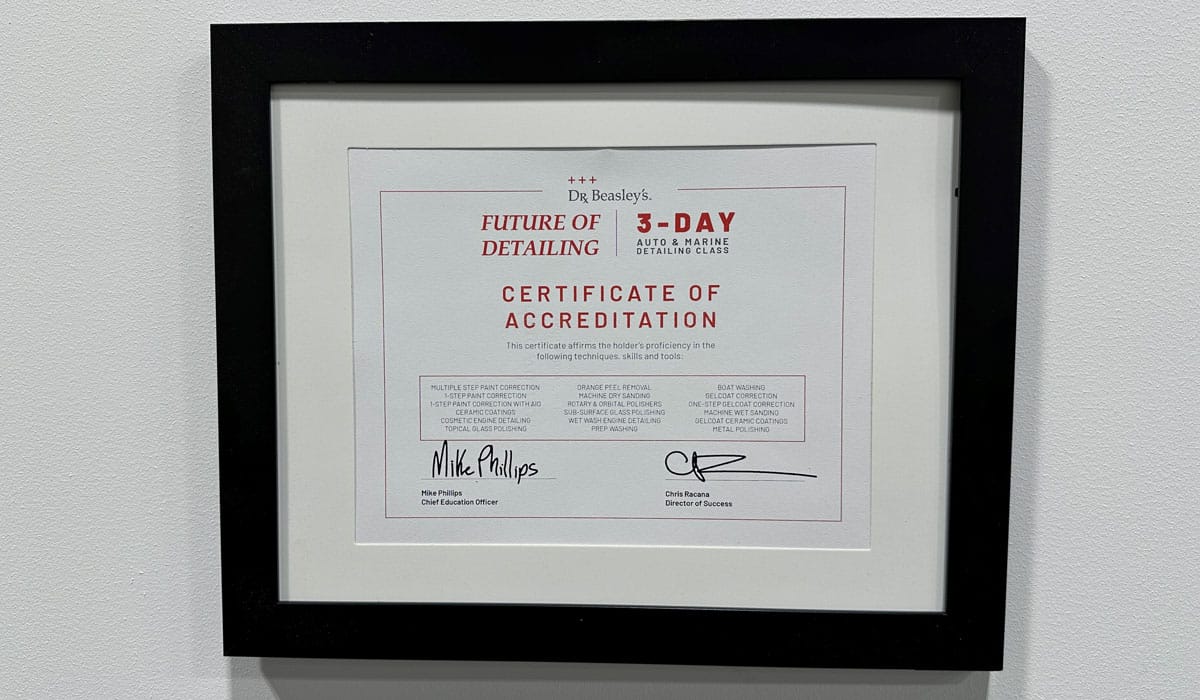 +++
Dr. Beasley's.
FUTURE OF
DETAILING
3-DAY
AUTO & MARINE
DETAILING CLASS
CERTIFICATE OF
ACCREDITATION
This certificate affirms the holder's proficiency in the
following techniques, skills and tools:
MULTIPLE STEP PAINT CORRECTION
1-STEP PAINT CORRECTION
1-STEP PAINT CORRECTION WITH AIO
CERAMIC COATINGS
COSMETIC ENGINE DETAILING
TOPICAL GLASS POLISHING
ORANGE PEEL REMOVAL
MACHINE DRY SANDING
ROTARY & ORBITAL POLISHERS
SUB-SURFACE GLASS POLISHING
WET WASH ENGINE DETAILING
PREP WASHING
BOAT WASHING
GELCOAT CORRECTION
ONE-STEP GELCOAT CORRECTION
MACHINE WET SANDING
GELCOAT CERAMIC COATINGS
METAL POLISHING
Mike Phillips
Mike Phillips
Chief Education Officer
Chris Racana
Director of Success